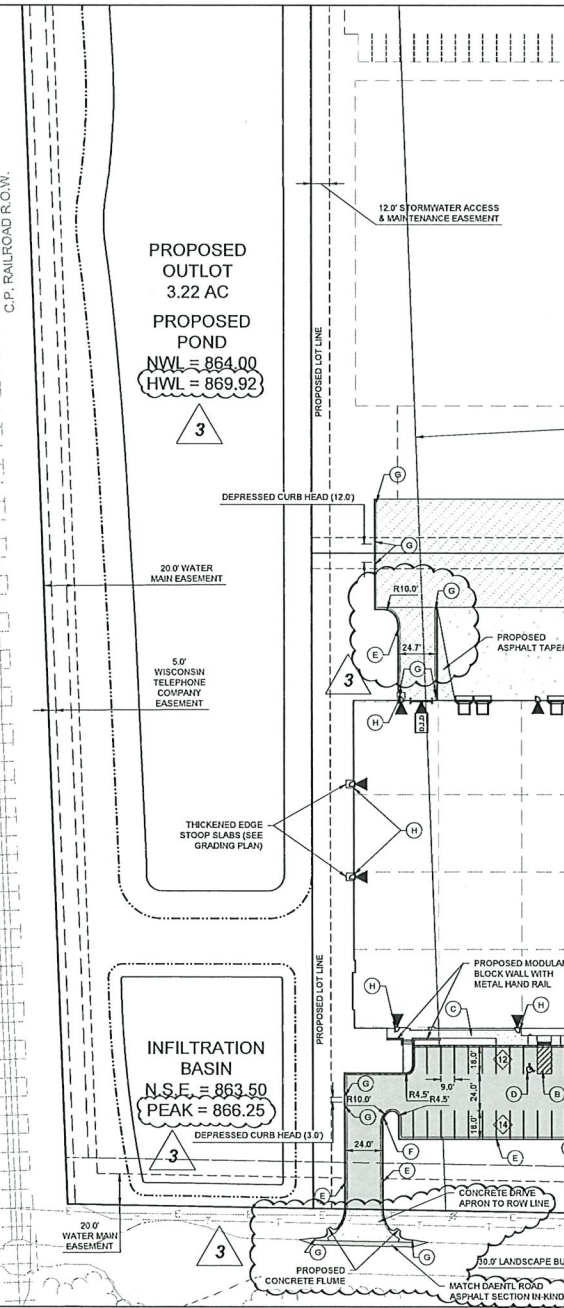 C.P. RAILROAD R.O.W.
12.0' STORMWATER ACCESS
& MAINTENANCE EASEMENT
PROPOSED
OUTLOT
3.22 AC
PROPOSED
POND
NWL = 864.00
HWL = 869.92
3
PROPOSED LOT LINE
G
DEPRESSED CURB HEAD (12.0')
G
20.0' WATER
MAIN EASEMENT
R10.0'
G
E
24.7'
PROPOSED
ASPHALT TAPER
G
3
5.0'
WISCONSIN
TELEPHONE
COMPANY
EASEMENT
H
D.I.D
H
THICKENED EDGE
STOOP SLABS (SEE
GRADING PLAN)
H
PROPOSED LOT LINE
PROPOSED MODULAR
BLOCK WALL WITH
METAL HAND RAIL
H
C
H
INFILTRATION
BASIN
N.S.E. = 863.50
PEAK = 866.25
3
G
R10.0'
G
DEPRESSED CURB HEAD (3.0')
18.0'
12
9.0'
24.0'
D
B
R4.5'
R4.5'
18.0'
14
24.0'
F
E
E
E
CONCRETE DRIVE
APRON TO ROW LINE
20.0'
WATER MAIN
EASEMENT
3
G
G
PROPOSED
CONCRETE FLUME
30.0' LANDSCAPE BU
MATCH DAENTL ROAD
ASPHALT SECTION IN-KIND